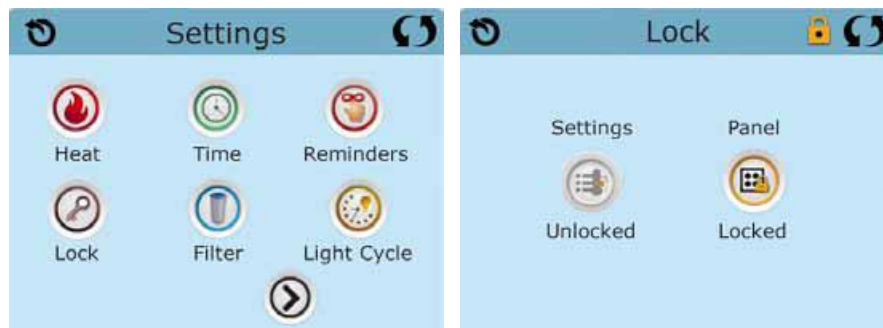 Settings
Heat Time Reminders
Lock Filter Light Cycle
Lock
Settings Panel
Unlocked Locked